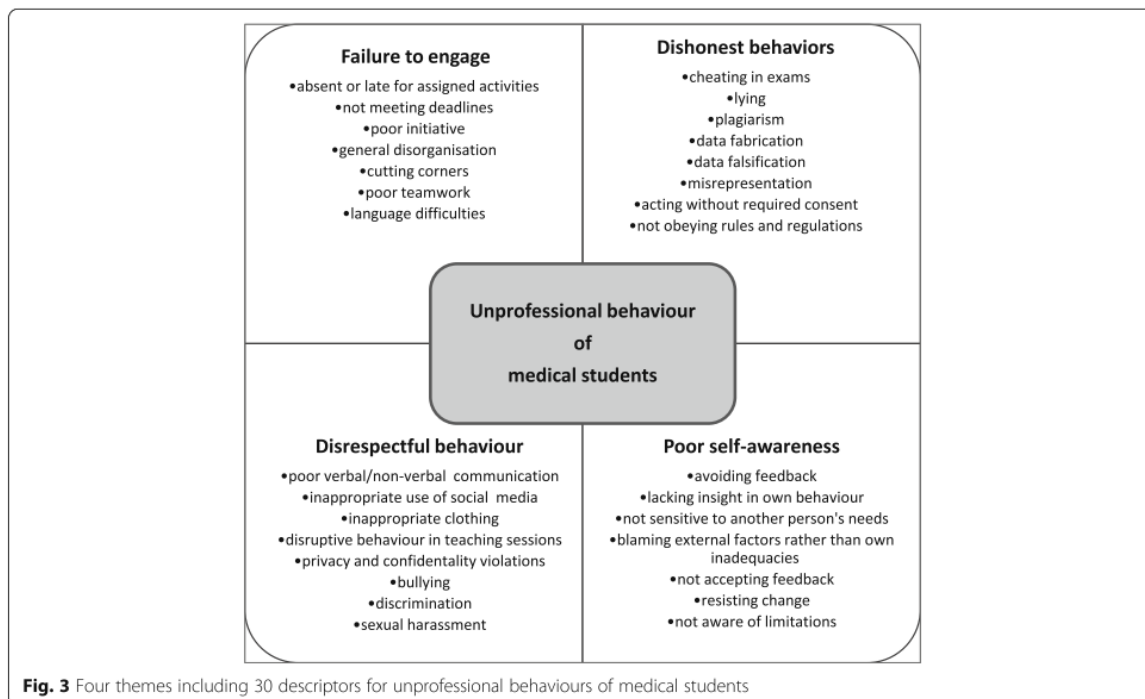 Failure to engage
•absent or late for assigned activities
•not meeting deadlines
•poor initiative
•general disorganisation
•cutting corners
•poor teamwork
•language difficulties
Dishonest behaviors
•cheating in exams
•lying
•plagiarism
•data fabrication
•data falsification
•misrepresentation
•acting without required consent
•not obeying rules and regulations
Unprofessional behaviour
of
medical students
Disrespectful behaviour
•poor verbal/non-verbal communication
•inappropriate use of social media
•inappropriate clothing
•disruptive behaviour in teaching sessions
•privacy and confidentality violations
•bullying
•discrimination
•sexual harassment
Poor self-awareness
•avoiding feedback
•lacking insight in own behaviour
•not sensitive to another person's needs
•blaming external factors rather than own
inadequacies
•not accepting feedback
•resisting change
•not aware of limitations
Fig. 3 Four themes including 30 descriptors for unprofessional behaviours of medical students